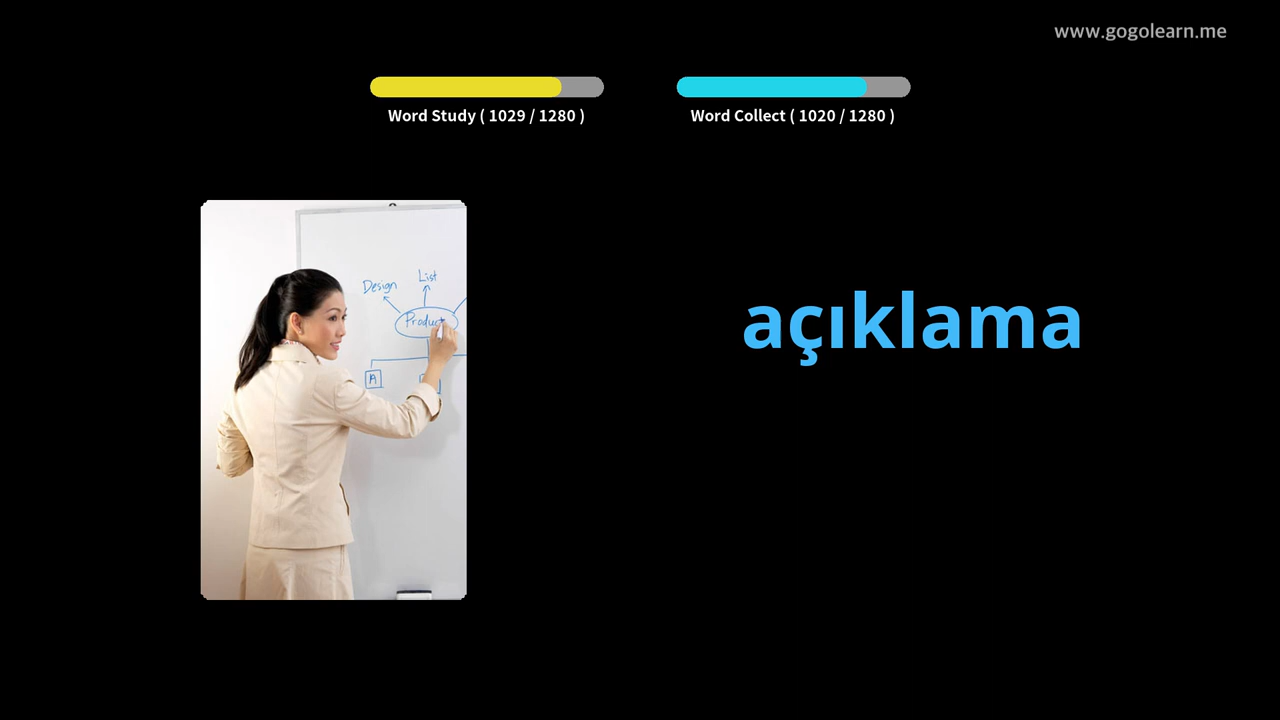 www.gogolearn.me
Word Study ( 1029 / 1280 )
Word Collect ( 1020 / 1280 )
açıklama
List
Design
Product
A